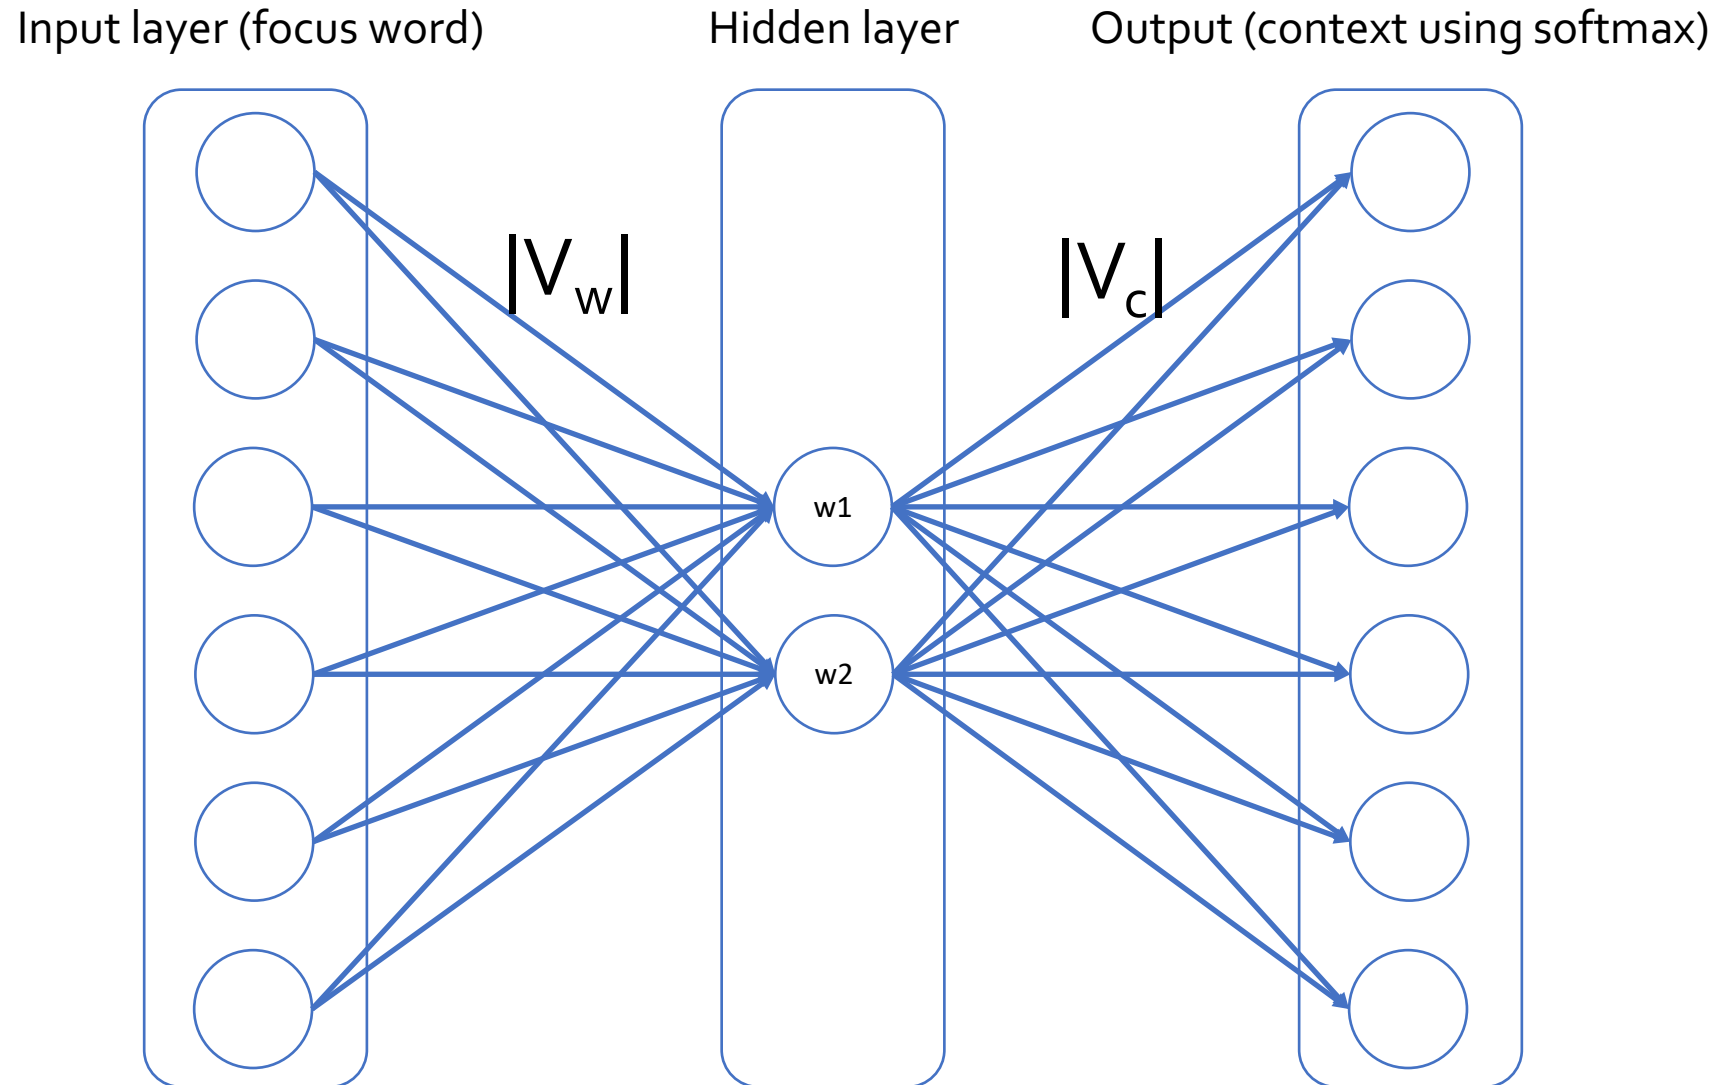 Input layer (focus word)
Hidden layer
Output (context using softmax)
|Vw|
|Vc|
w1
w2